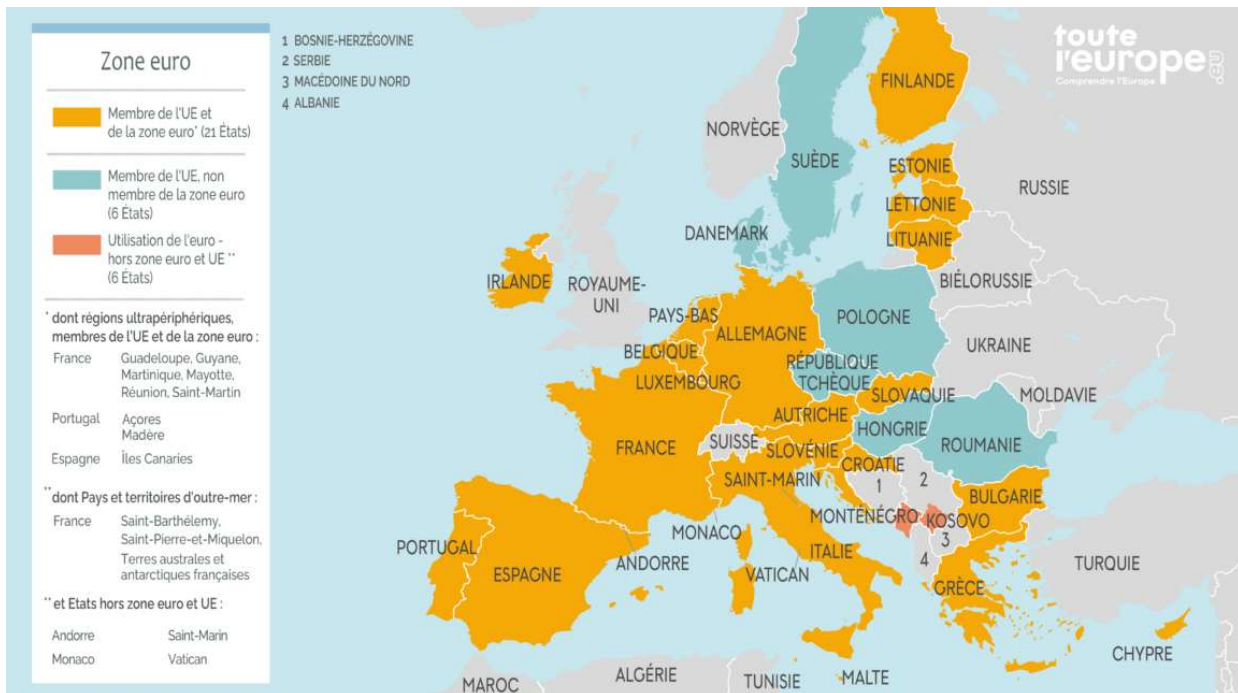 Zone euro
Membre de l'UE et
de la zone euro* (21 États)
Membre de l'UE, non
membre de la zone euro
(6 États)
Utilisation de l'euro -
hors zone euro et UE **
(6 États)
* dont régions ultrapériphériques,
membres de l'UE et de la zone euro :
France Guadeloupe, Guyane,
Martinique, Mayotte,
Réunion, Saint-Martin
Portugal Açores
Madère
Espagne Îles Canaries
** dont Pays et territoires d'outre-mer :
France Saint-Barthélemy,
Saint-Pierre-et-Miquelon,
Terres australes et
antarctiques françaises
** et Etats hors zone euro et UE :
Andorre Saint-Marin
Monaco Vatican
1 BOSNIE-HERZÉGOVINE
2 SERBIE
3 MACÉDOINE DU NORD
4 ALBANIE
toute
l'europe.eu
Comprendre l'Europe
FINLANDE
NORVÈGE
SUÈDE
ESTONIE
RUSSIE
LETTONIE
DANEMARK
LITUANIE
IRLANDE
ROYAUME-
UNI
BIÉLORUSSIE
PAYS-BAS
ALLEMAGNE
POLOGNE
UKRAINE
BELGIQUE
RÉPUBLIQUE
TCHÈQUE
LUXEMBOURG
SLOVAQUIE
MOLDAVIE
AUTRICHE
HONGRIE
FRANCE
SUISSE
SLOVÉNIE
ROUMANIE
CROATIE
SAINT-MARIN
1
2
BULGARIE
MONTÉNÉGRO
KOSOVO
MONACO
3
PORTUGAL
ESPAGNE
ANDORRE
VATICAN
ITALIE
4
GRÈCE
TURQUIE
CHYPRE
MAROC
ALGÉRIE
TUNISIE
MALTE